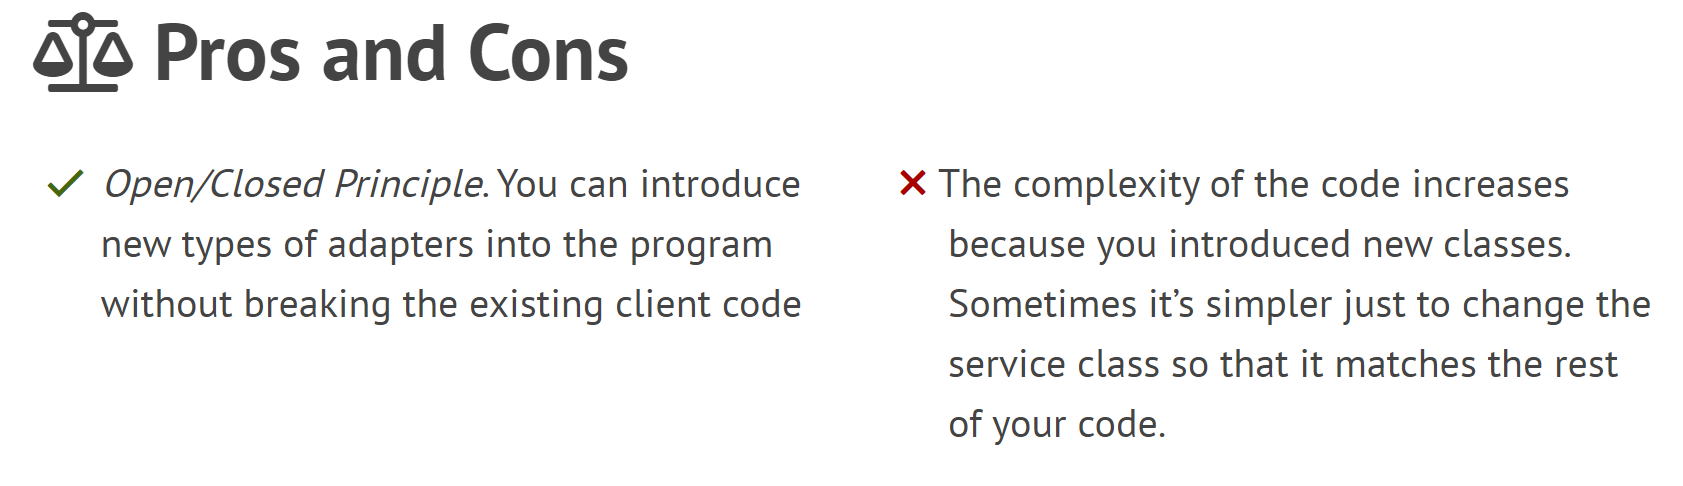 Pros and Cons
Open/Closed Principle. You can introduce
new types of adapters into the program
without breaking the existing client code
The complexity of the code increases
because you introduced new classes.
Sometimes it’s simpler just to change the
service class so that it matches the rest
of your code.